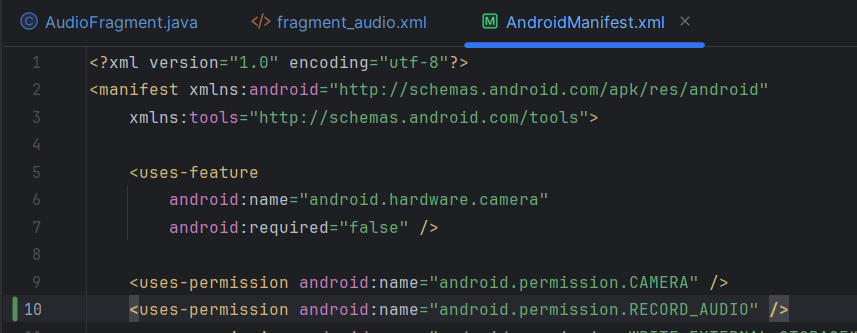 AudioFragment.java
</> fragment_audio.xml
M AndroidManifest.xml
1 <?xml version="1.0" encoding="utf-8"?>
2 <manifest xmlns:android="http://schemas.android.com/apk/res/android"
3 xmlns:tools="http://schemas.android.com/tools">
4
5 <uses-feature
6 android:name="android.hardware.camera"
7 android:required="false" />
8
9 <uses-permission android:name="android.permission.CAMERA" />
10 <uses-permission android:name="android.permission.RECORD_AUDIO" />